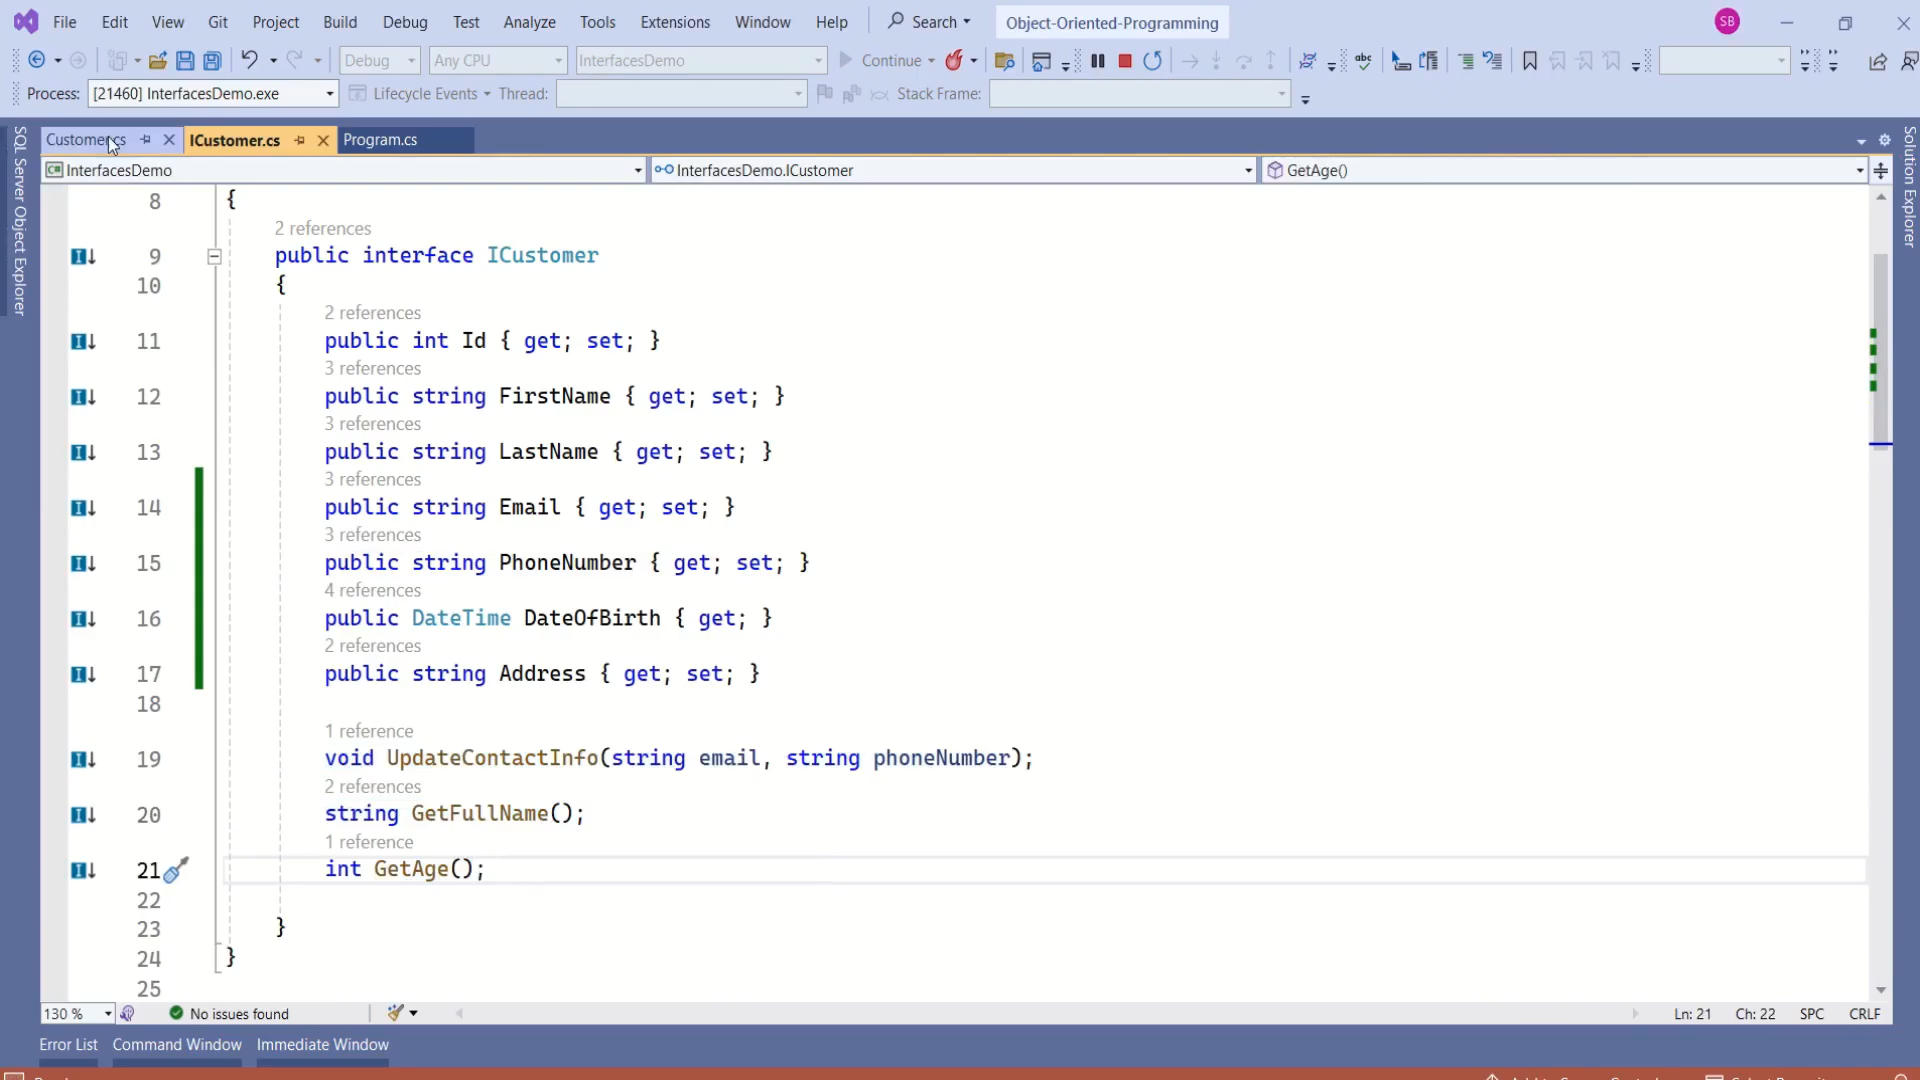 File Edit View Git Project Build Debug Test Analyze Tools Extensions Window Help Search Object-Oriented-Programming SB
Debug Any CPU InterfacesDemo Continue abc
Process: [21460] InterfacesDemo.exe Lifecycle Events Thread: Stack Frame:
SQL Server Object Explorer
Customer.cs ICustomer.cs Program.cs
Solution Explorer
C# InterfacesDemo InterfacesDemo.ICustomer GetAge()
8 {
2 references
9 public interface ICustomer
10 {
2 references
11 public int Id { get; set; }
3 references
12 public string FirstName { get; set; }
3 references
13 public string LastName { get; set; }
3 references
14 public string Email { get; set; }
3 references
15 public string PhoneNumber { get; set; }
4 references
16 public DateTime DateOfBirth { get; }
2 references
17 public string Address { get; set; }
18
1 reference
19 void UpdateContactInfo(string email, string phoneNumber);
2 references
20 string GetFullName();
1 reference
21 int GetAge();
22
23 }
24 }
25
130 % No issues found Ln: 21 Ch: 22 SPC CRLF
Error List Command Window Immediate Window